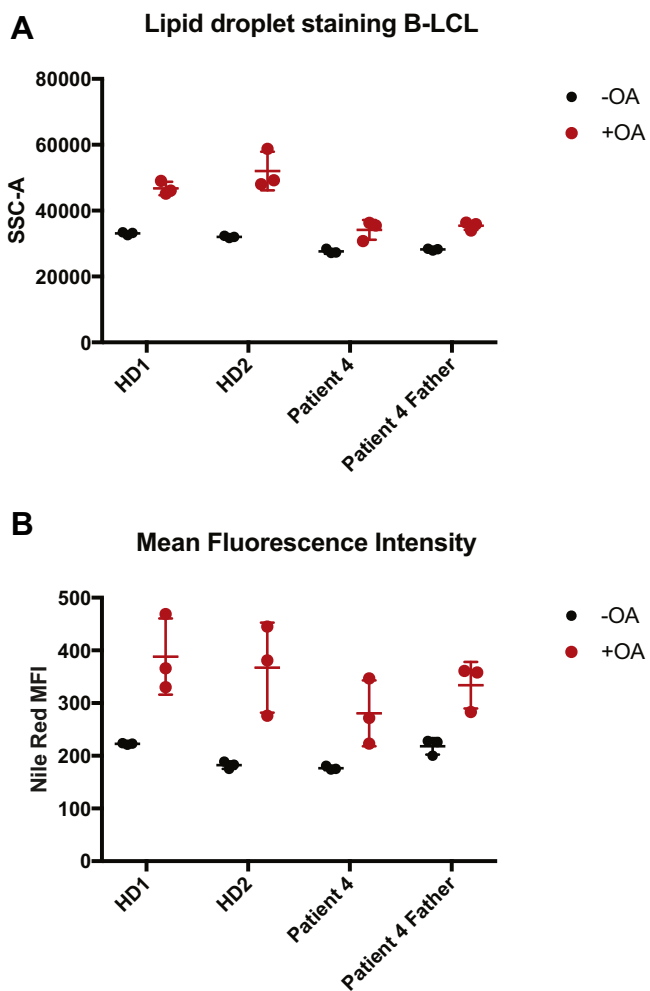 A
Lipid droplet staining B-LCL
SSC-A
80000
60000
40000
20000
0
HD1
HD2
Patient 4
Patient 4 Father
-OA
+OA
B
Mean Fluorescence Intensity
Nile Red MFI
500
400
300
200
100
0
HD1
HD2
Patient 4
Patient 4 Father
-OA
+OA